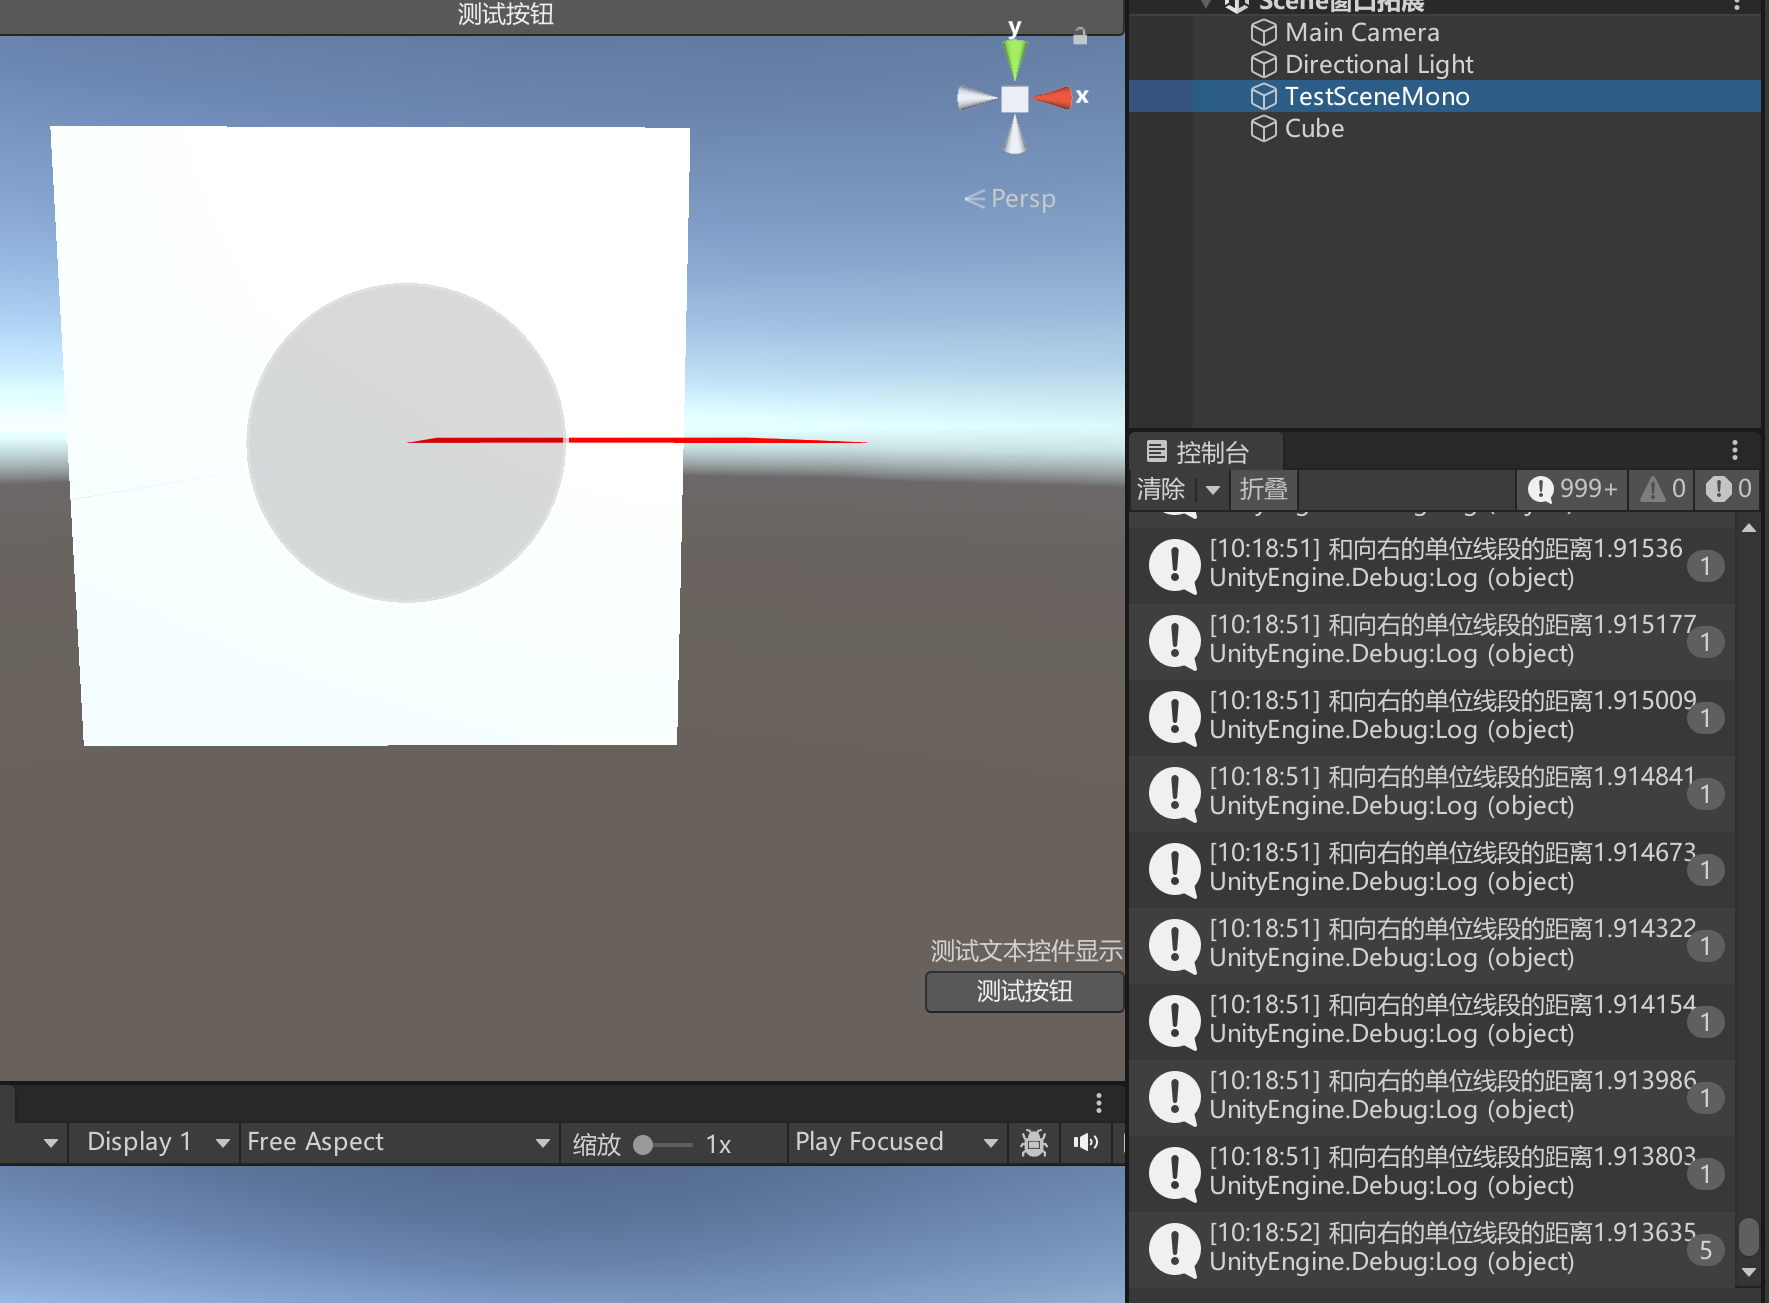 测试按钮
y
x
Persp
测试文本控件显示
测试按钮
Display 1
Free Aspect
缩放
1x
Play Focused
Scene窗口拓展
Main Camera
Directional Light
TestSceneMono
Cube
控制台
清除
折叠
999+
0
0
[10:18:51] 和向右的单位线段的距离1.91536
UnityEngine.Debug:Log (object)
1
[10:18:51] 和向右的单位线段的距离1.915177
UnityEngine.Debug:Log (object)
1
[10:18:51] 和向右的单位线段的距离1.915009
UnityEngine.Debug:Log (object)
1
[10:18:51] 和向右的单位线段的距离1.914841
UnityEngine.Debug:Log (object)
1
[10:18:51] 和向右的单位线段的距离1.914673
UnityEngine.Debug:Log (object)
1
[10:18:51] 和向右的单位线段的距离1.914322
UnityEngine.Debug:Log (object)
1
[10:18:51] 和向右的单位线段的距离1.914154
UnityEngine.Debug:Log (object)
1
[10:18:51] 和向右的单位线段的距离1.913986
UnityEngine.Debug:Log (object)
1
[10:18:51] 和向右的单位线段的距离1.913803
UnityEngine.Debug:Log (object)
1
[10:18:52] 和向右的单位线段的距离1.913635
UnityEngine.Debug:Log (object)
5